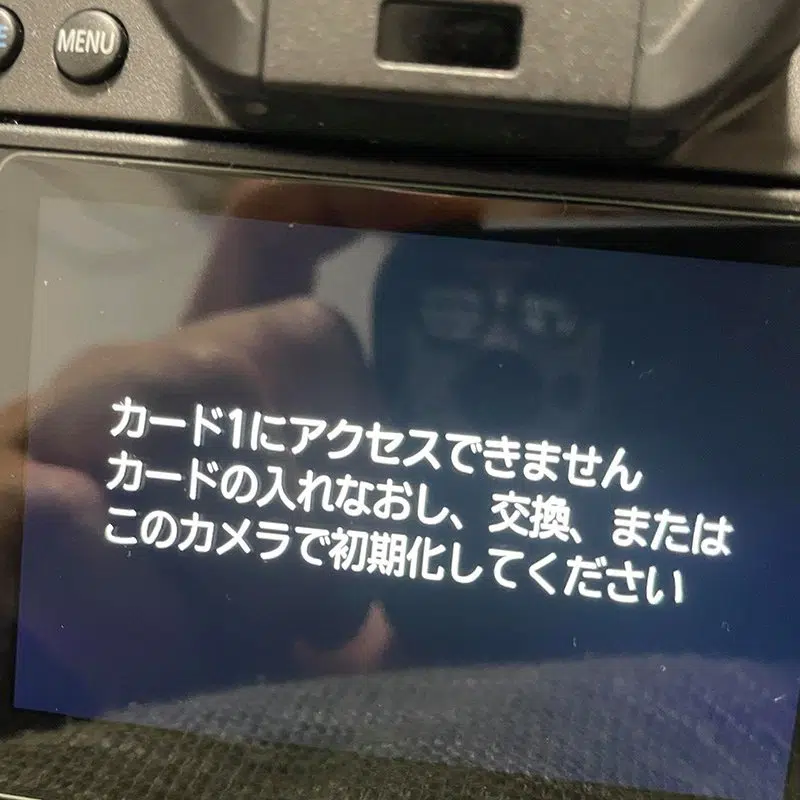 MENU
カード1にアクセスできません
カードの入れなおし、交換、または
このカメラで初期化してください